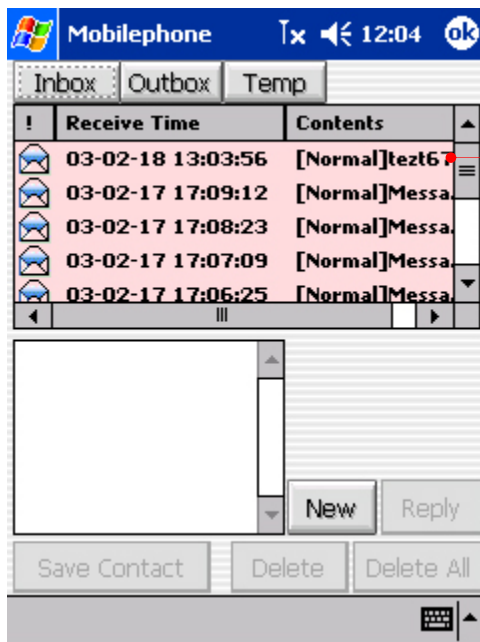 Mobilephone 12:04 ok
Inbox Outbox Temp
! Receive Time Contents
03-02-18 13:03:56 [Normal]tezt67
03-02-17 17:09:12 [Normal]Messa.
03-02-17 17:08:23 [Normal]Messa.
03-02-17 17:07:09 [Normal]Messa.
03-02-17 17:06:25 [Normal]Messa.
New Reply
Save Contact Delete Delete All